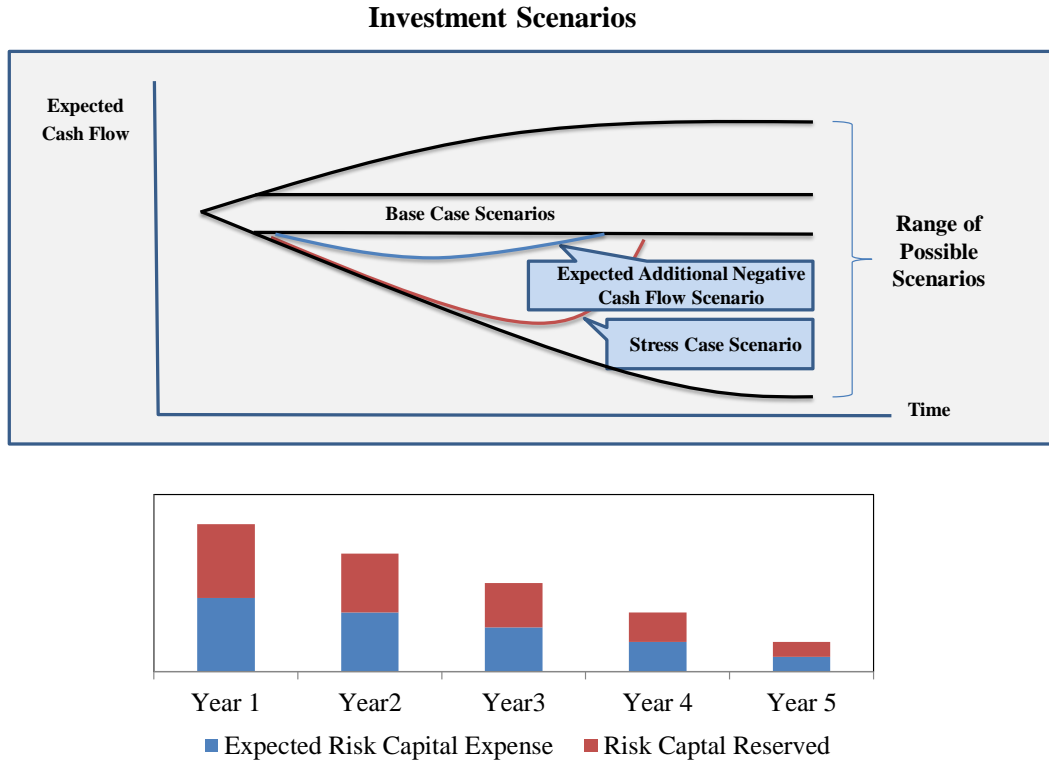 Investment Scenarios
Expected
Cash Flow
Base Case Scenarios
Range of
Possible
Scenarios
Expected Additional Negative
Cash Flow Scenario
Stress Case Scenario
Time
Year 1
Year2
Year3
Year 4
Year 5
Expected Risk Capital Expense
Risk Captal Reserved